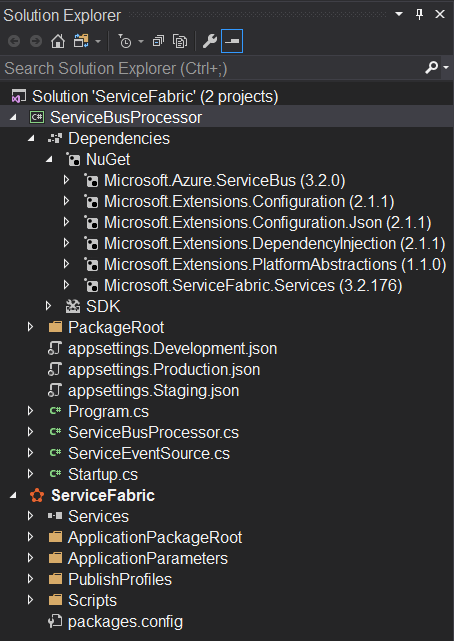 Solution Explorer
Search Solution Explorer (Ctrl+;)
Solution 'ServiceFabric' (2 projects)
C# ServiceBusProcessor
Dependencies
NuGet
Microsoft.Azure.ServiceBus (3.2.0)
Microsoft.Extensions.Configuration (2.1.1)
Microsoft.Extensions.Configuration.Json (2.1.1)
Microsoft.Extensions.DependencyInjection (2.1.1)
Microsoft.Extensions.PlatformAbstractions (1.1.0)
Microsoft.ServiceFabric.Services (3.2.176)
SDK
PackageRoot
appsettings.Development.json
appsettings.Production.json
appsettings.Staging.json
C# Program.cs
C# ServiceBusProcessor.cs
C# ServiceEventSource.cs
C# Startup.cs
ServiceFabric
Services
ApplicationPackageRoot
ApplicationParameters
PublishProfiles
Scripts
packages.config